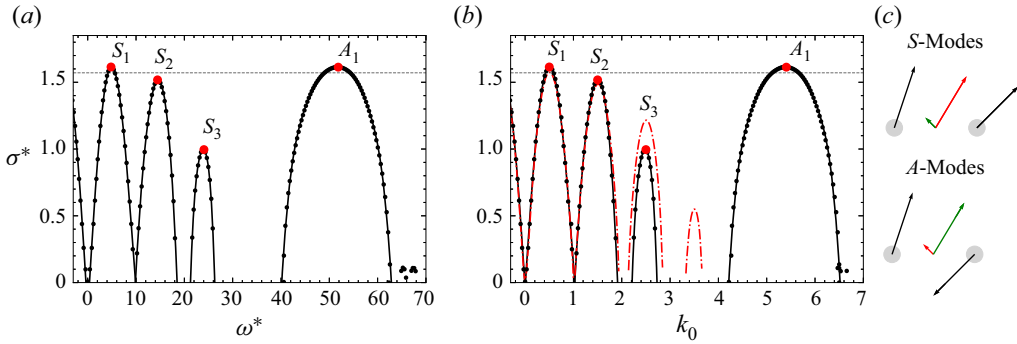 (a)
(b)
(c)
S₁
S₂
S₃
A₁
σ*
1.5
1.0
0.5
0
0 10 20 30 40 50 60 70
ω*
S₁
S₂
S₃
A₁
1.5
1.0
0.5
0
0 1 2 3 4 5 6 7
k₀
S-Modes
A-Modes